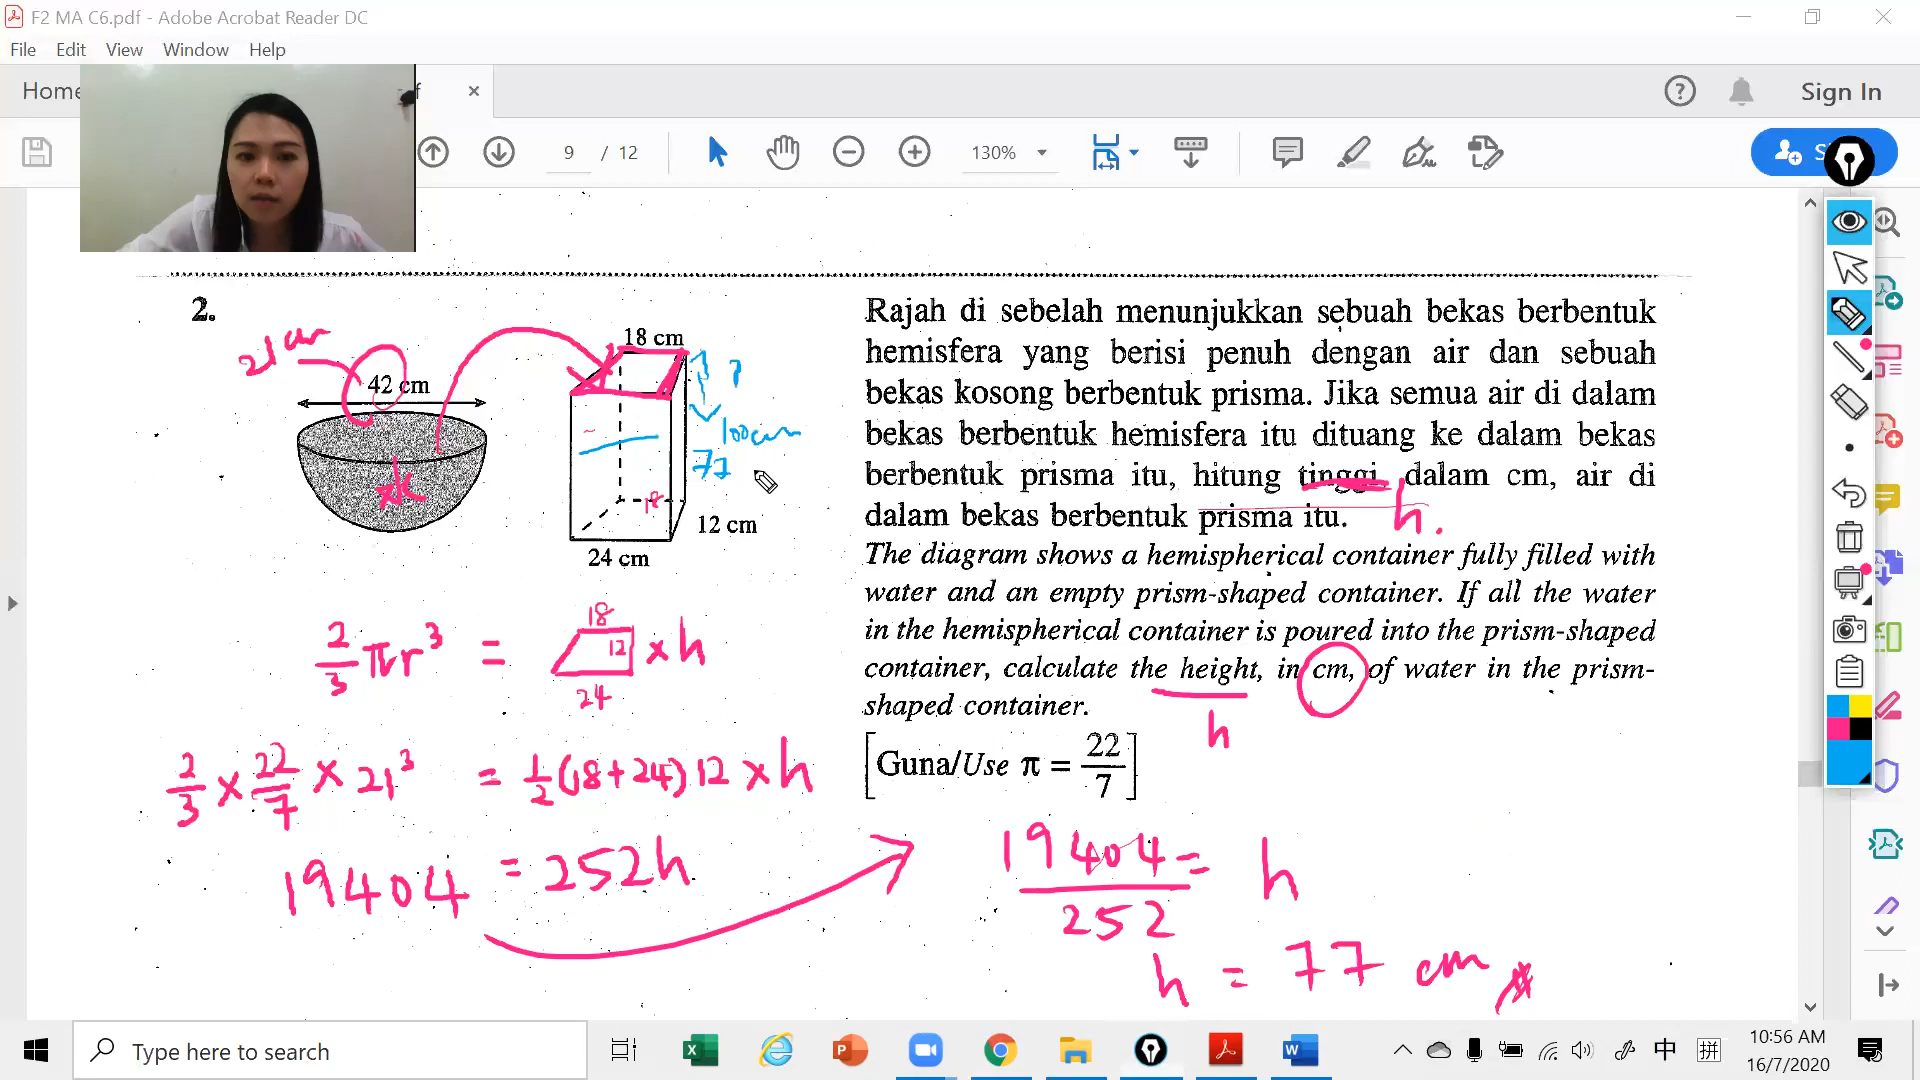 F2 MA C6.pdf - Adobe Acrobat Reader DC
File Edit View Window Help
Home
f
Sign In
9 / 12
130%
S
2.
21 cm
42 cm
18 cm
?
100cm
77
18
12 cm
24 cm
Rajah di sebelah menunjukkan sebuah bekas berbentuk
hemisfera yang berisi penuh dengan air dan sebuah
bekas kosong berbentuk prisma. Jika semua air di dalam
bekas berbentuk hemisfera itu dituang ke dalam bekas
berbentuk prisma itu, hitung tinggi, dalam cm, air di
dalam bekas berbentuk prisma itu.
h.
The diagram shows a hemispherical container fully filled with
water and an empty prism-shaped container. If all the water
in the hemispherical container is poured into the prism-shaped
container, calculate the height, in cm, of water in the prism-
shaped container.
h
[Guna/Use π = 22/7]
2/3 πr³ = 18 12 24 × h
2/3 × 22/7 × 21³ = 1/2 (18+24) 12 × h
19404 = 252h
19404/252 = h
h = 77 cm
Type here to search
中
拼
10:56 AM
16/7/2020